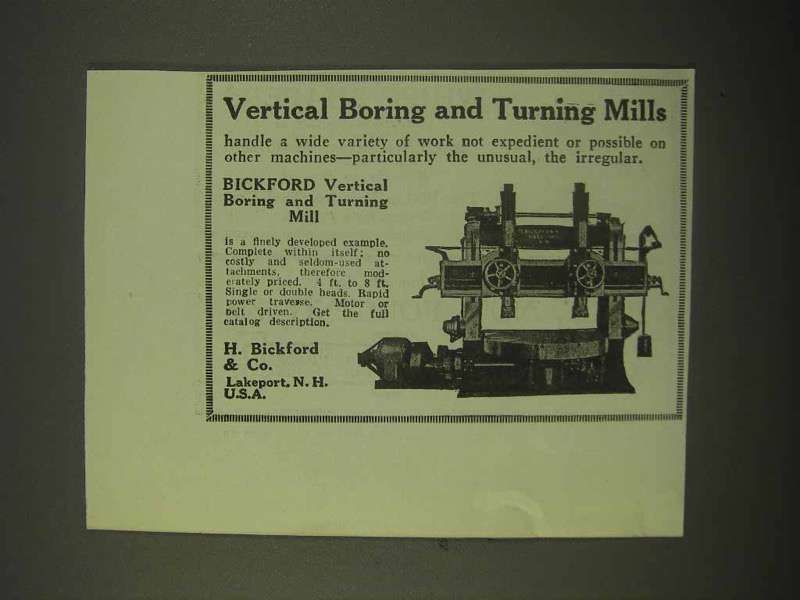 Vertical Boring and Turning Mills
handle a wide variety of work not expedient or possible on
other machines—particularly the unusual, the irregular.
BICKFORD Vertical
Boring and Turning
Mill
is a finely developed example.
Complete within itself; no
costly and seldom-used at-
tachments, therefore mod-
erately priced. 4 ft. to 8 ft.
Single or double heads. Rapid
power traverse. Motor or
belt driven. Get the full
catalog description.
H. Bickford
& Co.
Lakeport, N. H.
U.S.A.